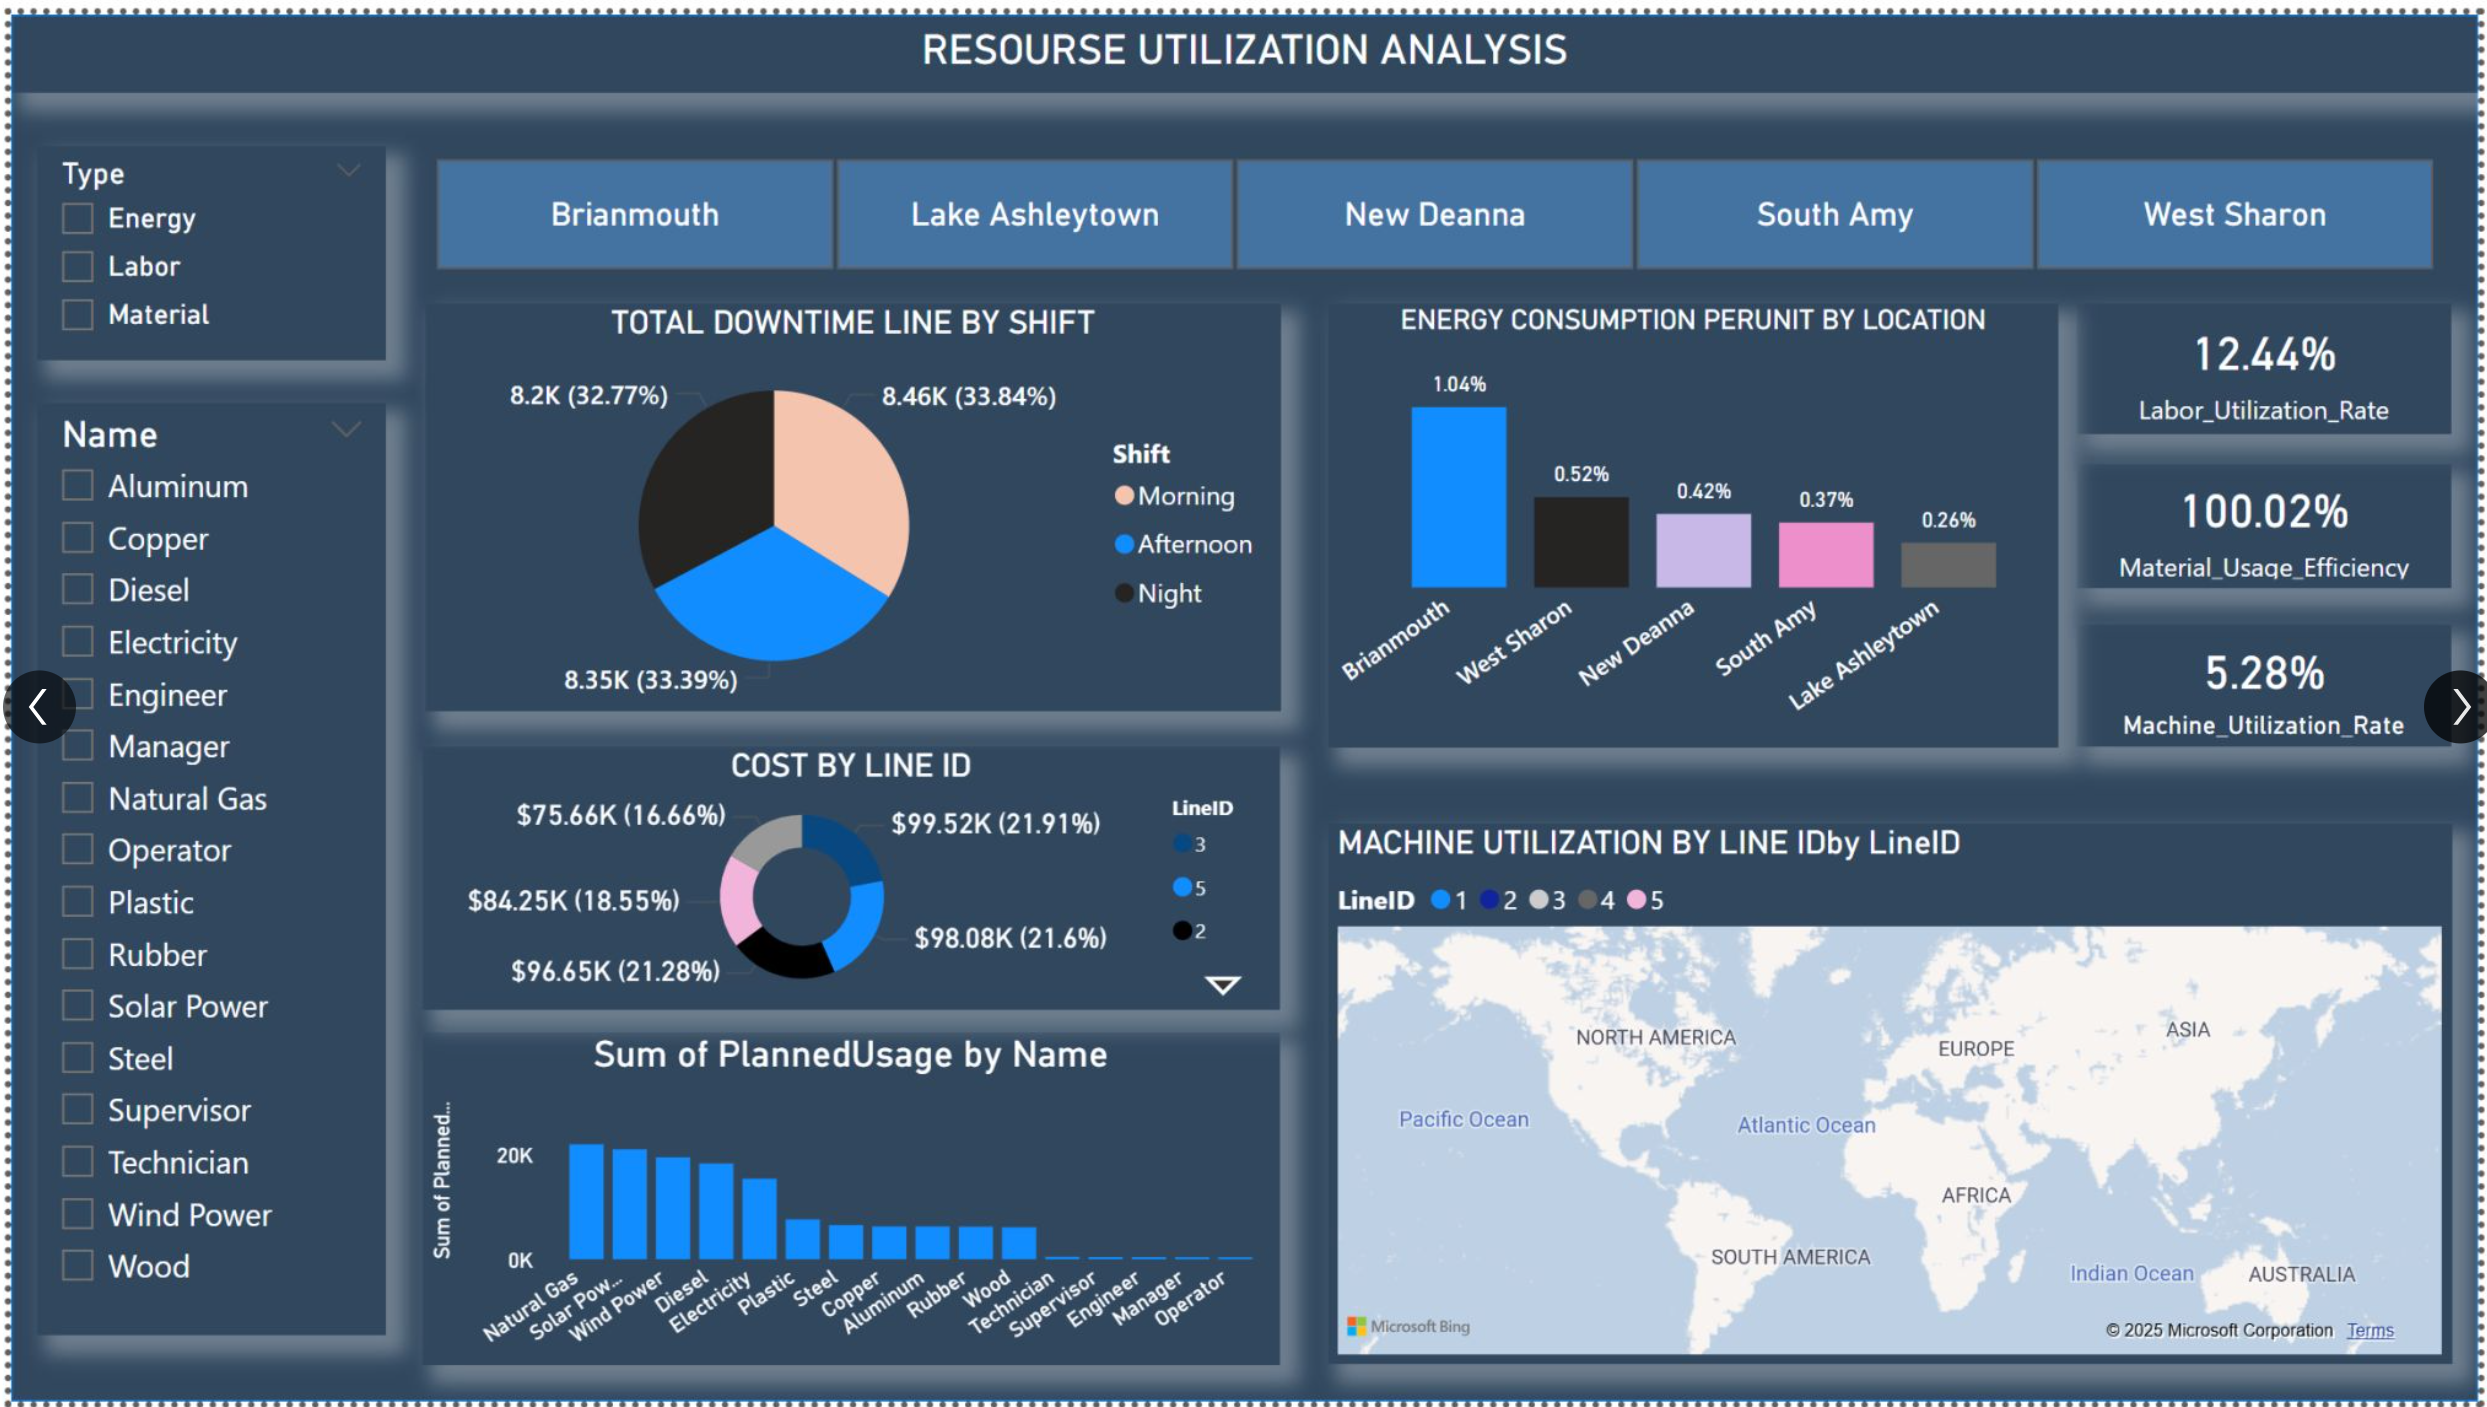 RESOURSE UTILIZATION ANALYSIS
Type
Energy
Labor
Material
Name
Aluminum
Copper
Diesel
Electricity
Engineer
Manager
Natural Gas
Operator
Plastic
Rubber
Solar Power
Steel
Supervisor
Technician
Wind Power
Wood
Brianmouth
Lake Ashleytown
New Deanna
South Amy
West Sharon
TOTAL DOWNTIME LINE BY SHIFT
8.2K (32.77%)
8.46K (33.84%)
8.35K (33.39%)
Shift
Morning
Afternoon
Night
ENERGY CONSUMPTION PERUNIT BY LOCATION
1.04%
0.52%
0.42%
0.37%
0.26%
Brianmouth
West Sharon
New Deanna
South Amy
Lake Ashleytown
12.44%
Labor_Utilization_Rate
100.02%
Material_Usage_Efficiency
5.28%
Machine_Utilization_Rate
COST BY LINE ID
$75.66K (16.66%)
$99.52K (21.91%)
$84.25K (18.55%)
$98.08K (21.6%)
$96.65K (21.28%)
LineID
3
5
2
Sum of PlannedUsage by Name
Sum of Planned...
20K
0K
Natural Gas
Solar Pow...
Wind Power
Diesel
Electricity
Plastic
Steel
Copper
Aluminum
Rubber
Wood
Technician
Supervisor
Engineer
Manager
Operator
MACHINE UTILIZATION BY LINE IDby LineID
LineID 1 2 3 4 5
NORTH AMERICA
EUROPE
ASIA
Pacific Ocean
Atlantic Ocean
AFRICA
SOUTH AMERICA
Indian Ocean
AUSTRALIA
Microsoft Bing
© 2025 Microsoft Corporation Terms